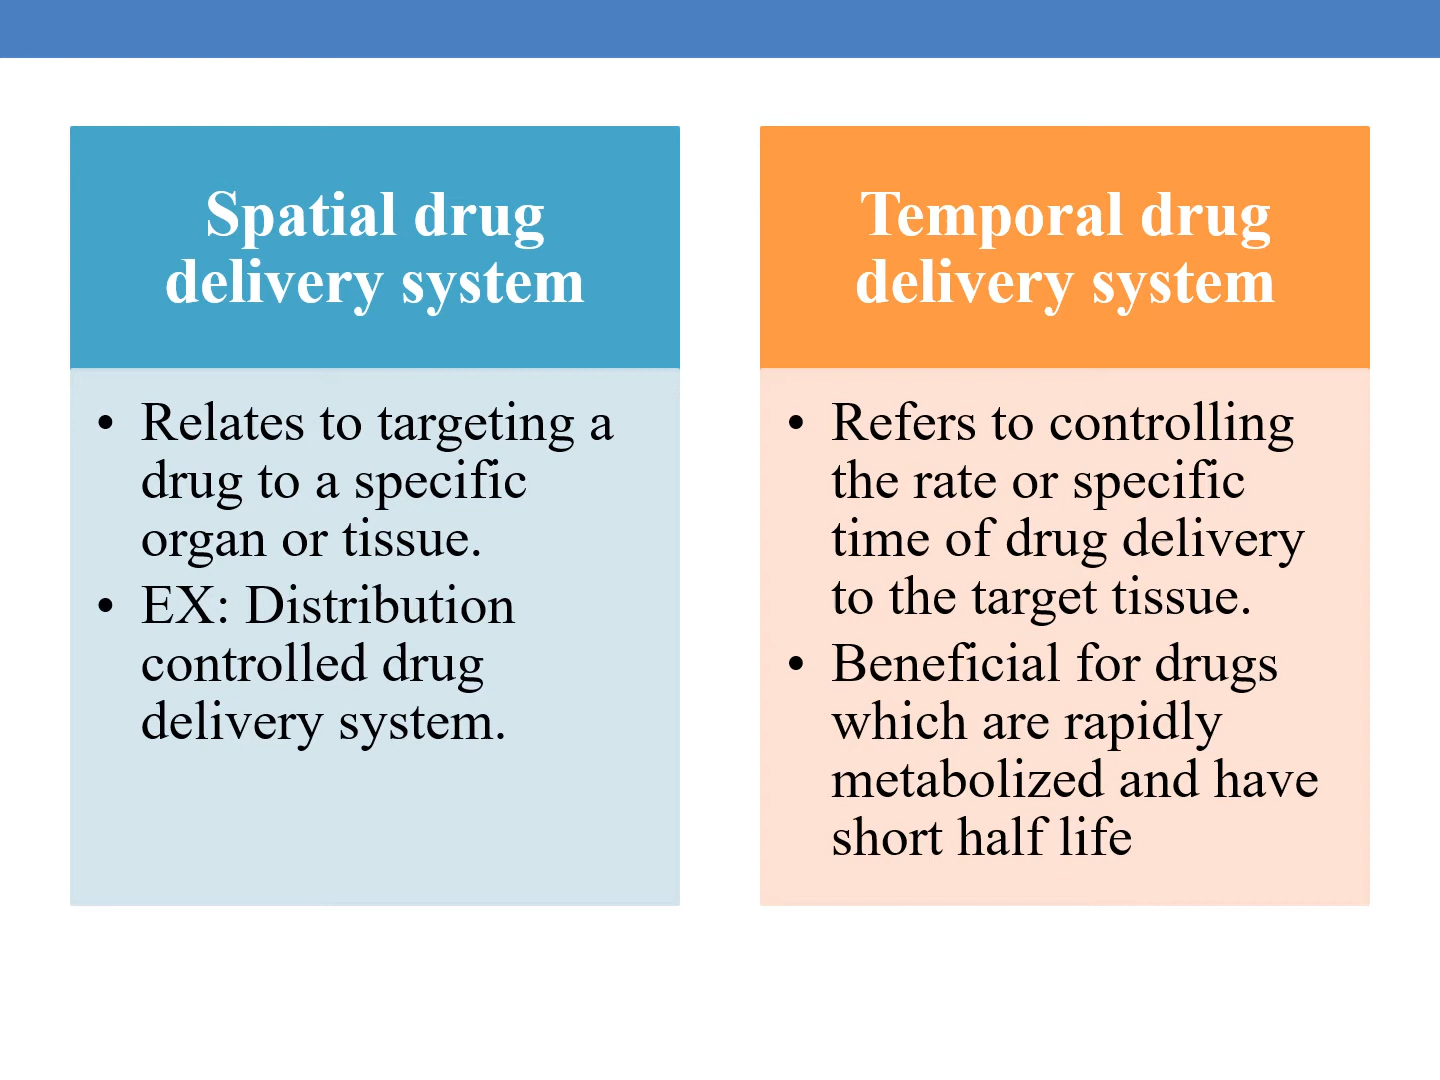 Spatial drug
delivery system
• Relates to targeting a
drug to a specific
organ or tissue.
• EX: Distribution
controlled drug
delivery system.
Temporal drug
delivery system
• Refers to controlling
the rate or specific
time of drug delivery
to the target tissue.
• Beneficial for drugs
which are rapidly
metabolized and have
short half life